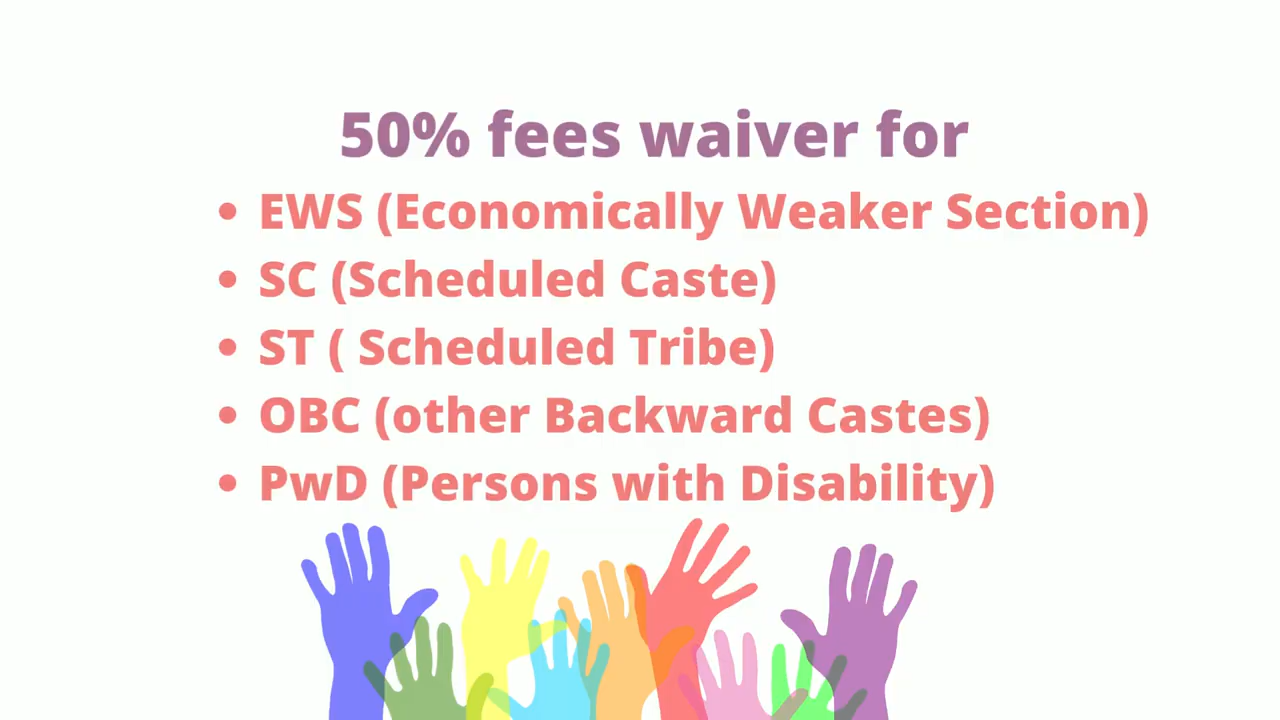 50% fees waiver for
• EWS (Economically Weaker Section)
• SC (Scheduled Caste)
• ST ( Scheduled Tribe)
• OBC (other Backward Castes)
• PwD (Persons with Disability)